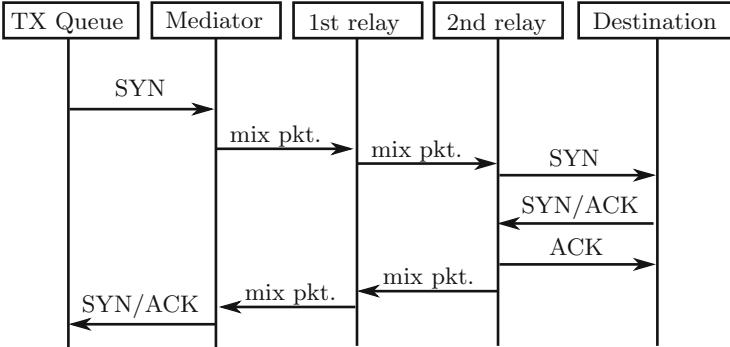 TX Queue Mediator 1st relay 2nd relay Destination
SYN
mix pkt.
mix pkt.
SYN
SYN/ACK
ACK
mix pkt.
mix pkt.
SYN/ACK